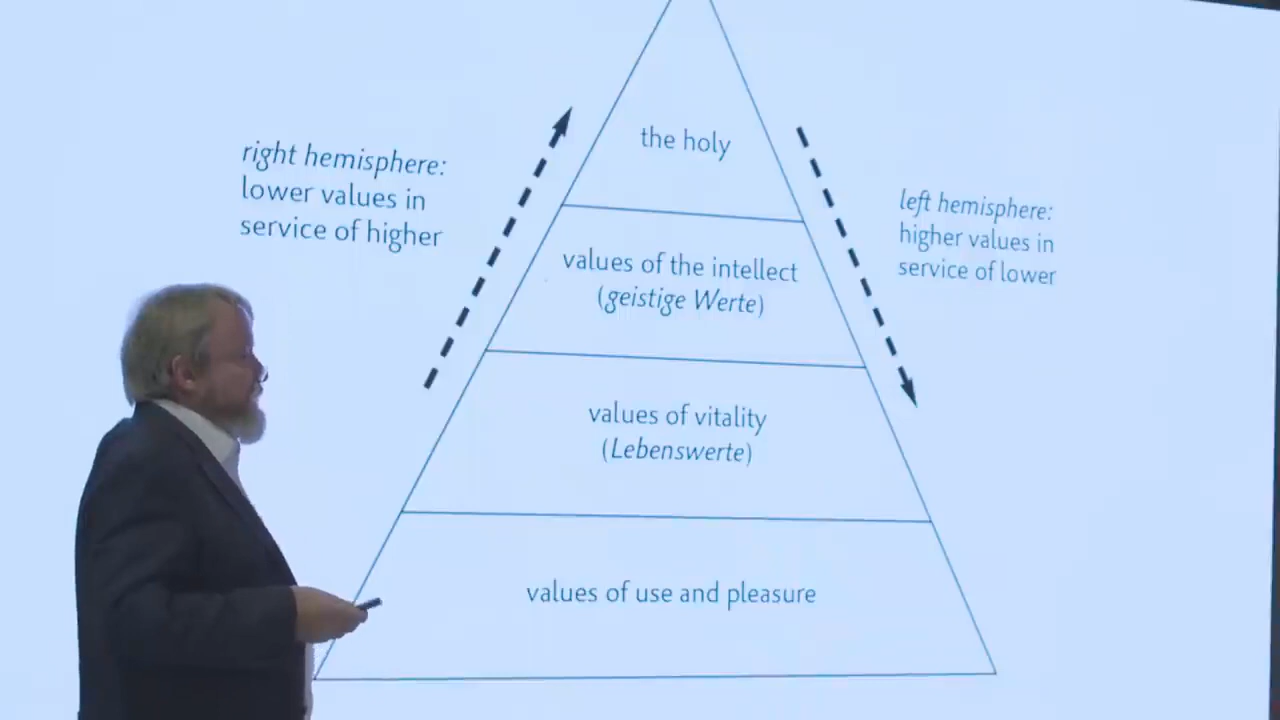 right hemisphere:
lower values in
service of higher
the holy
values of the intellect
(geistige Werte)
values of vitality
(Lebenswerte)
values of use and pleasure
left hemisphere:
higher values in
service of lower